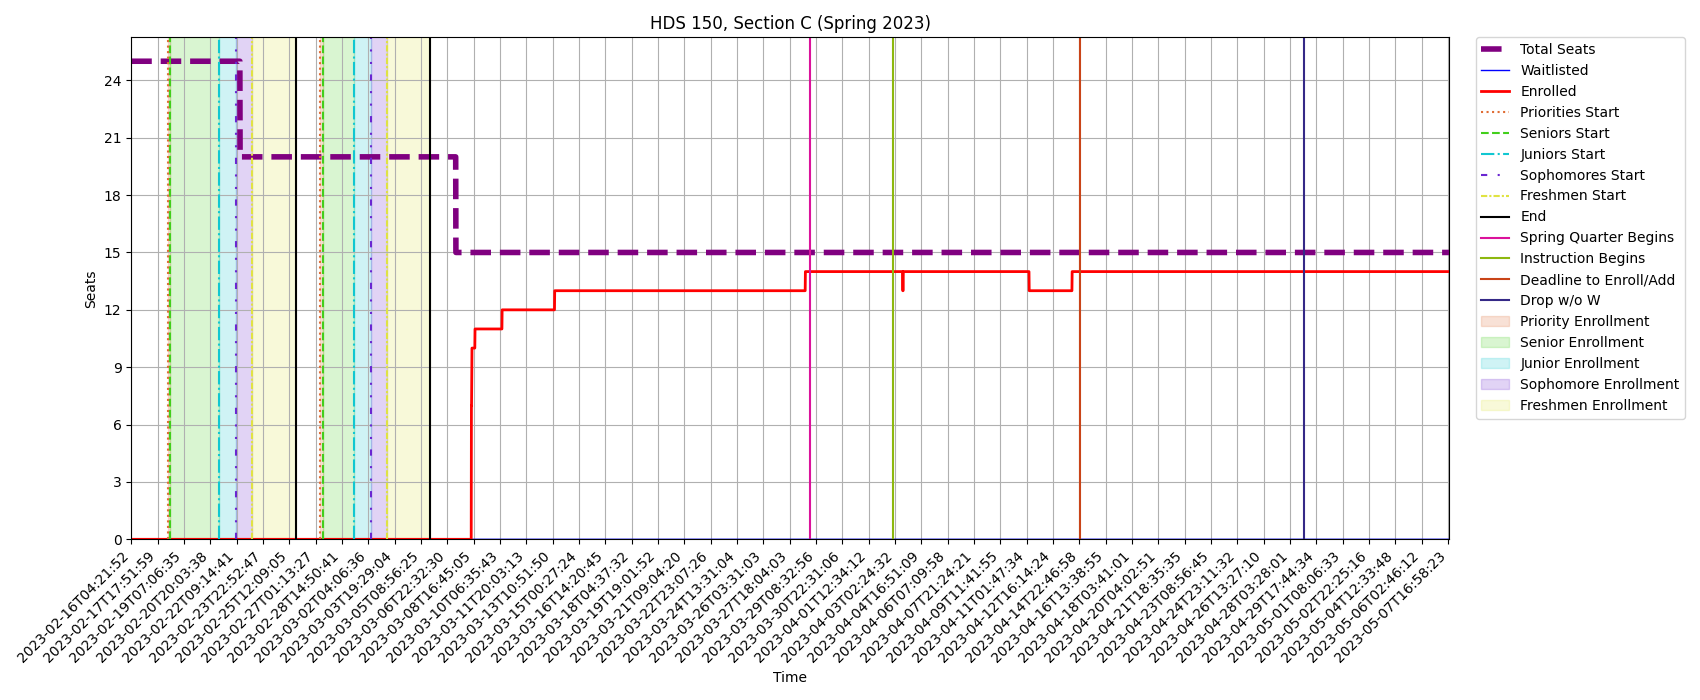 HDS 150, Section C (Spring 2023)
Seats
24
21
18
15
12
9
6
3
0
2023-02-16T04:21:52
2023-02-17T17:51:59
2023-02-19T07:06:35
2023-02-20T20:03:38
2023-02-22T09:14:41
2023-02-23T22:52:47
2023-02-25T12:09:05
2023-02-27T01:13:27
2023-02-28T14:50:41
2023-03-02T04:06:36
2023-03-03T19:29:04
2023-03-05T08:56:25
2023-03-06T22:32:30
2023-03-08T16:45:05
2023-03-10T06:35:43
2023-03-11T20:03:13
2023-03-13T10:51:50
2023-03-15T00:27:24
2023-03-16T14:20:45
2023-03-18T04:37:32
2023-03-19T19:01:52
2023-03-21T09:04:20
2023-03-22T23:07:26
2023-03-24T13:31:04
2023-03-26T03:31:03
2023-03-27T18:04:03
2023-03-29T08:32:56
2023-03-30T22:31:06
2023-04-01T12:34:12
2023-04-03T02:24:32
2023-04-04T16:51:09
2023-04-06T07:09:58
2023-04-07T21:24:21
2023-04-09T11:41:55
2023-04-11T01:47:34
2023-04-12T16:14:24
2023-04-14T22:46:58
2023-04-16T13:38:55
2023-04-18T03:41:01
2023-04-20T04:02:51
2023-04-21T18:35:35
2023-04-23T08:56:45
2023-04-24T23:11:32
2023-04-26T13:27:10
2023-04-28T03:28:01
2023-04-29T17:44:34
2023-05-01T08:06:33
2023-05-02T22:25:16
2023-05-04T12:33:48
2023-05-06T02:46:12
2023-05-07T16:58:23
Time
Total Seats
Waitlisted
Enrolled
Priorities Start
Seniors Start
Juniors Start
Sophomores Start
Freshmen Start
End
Spring Quarter Begins
Instruction Begins
Deadline to Enroll/Add
Drop w/o W
Priority Enrollment
Senior Enrollment
Junior Enrollment
Sophomore Enrollment
Freshmen Enrollment